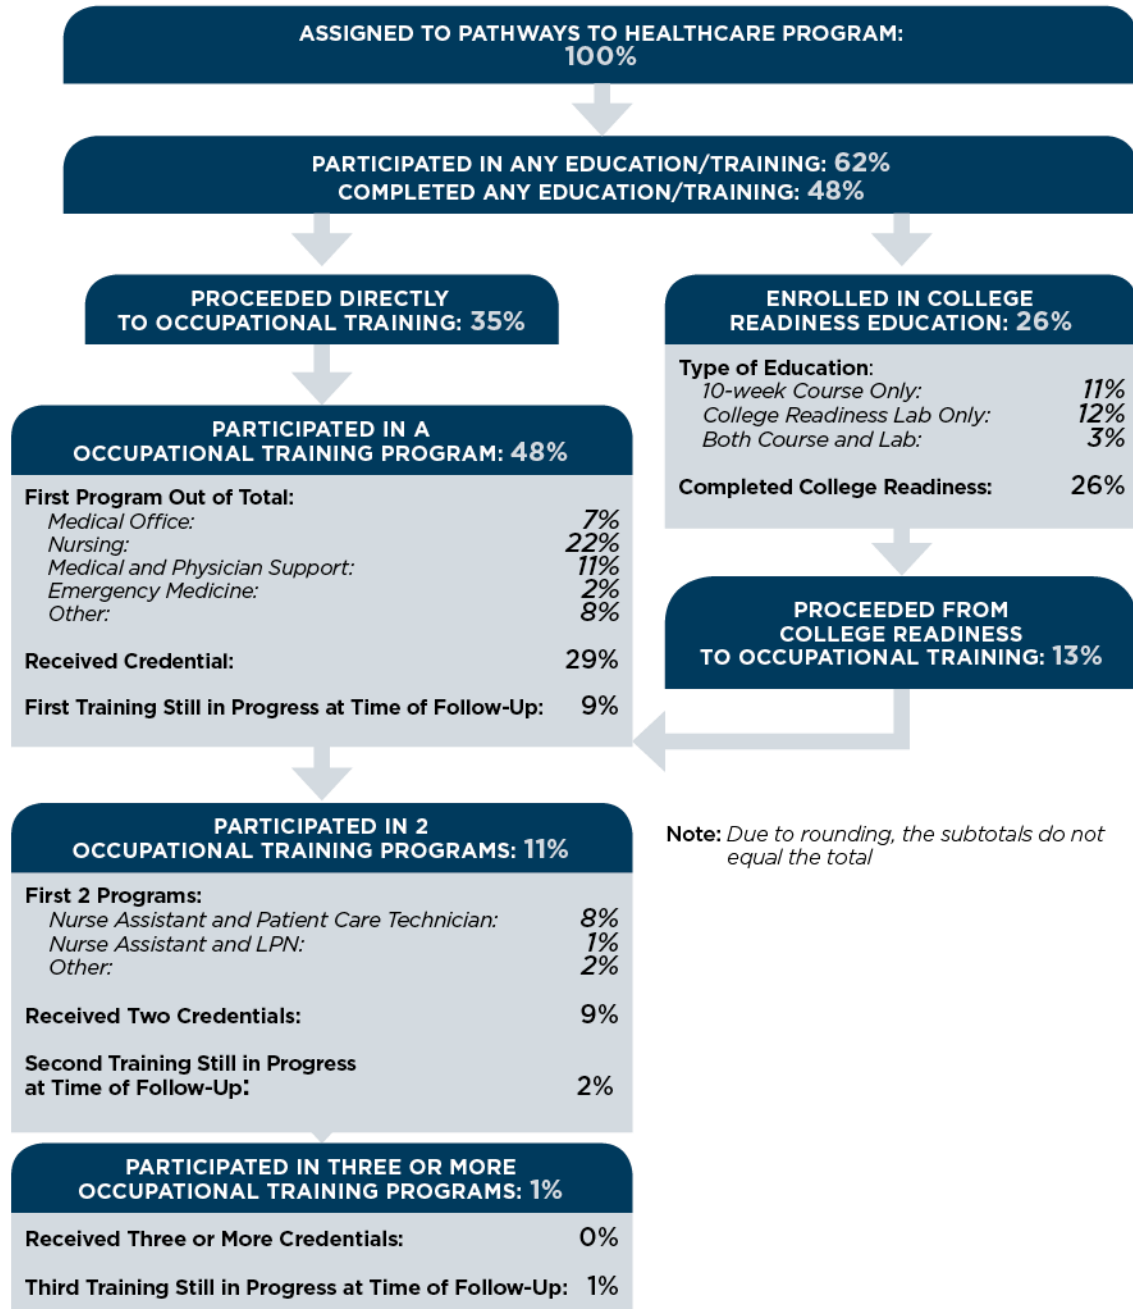 ASSIGNED TO PATHWAYS TO HEALTHCARE PROGRAM:
100%
PARTICIPATED IN ANY EDUCATION/TRAINING: 62%
COMPLETED ANY EDUCATION/TRAINING: 48%
PROCEEDED DIRECTLY
TO OCCUPATIONAL TRAINING: 35%
ENROLLED IN COLLEGE
READINESS EDUCATION: 26%
Type of Education:
10-week Course Only: 11%
College Readiness Lab Only: 12%
Both Course and Lab: 3%
Completed College Readiness: 26%
PARTICIPATED IN A
OCCUPATIONAL TRAINING PROGRAM: 48%
First Program Out of Total:
Medical Office: 7%
Nursing: 22%
Medical and Physician Support: 11%
Emergency Medicine: 2%
Other: 8%
Received Credential: 29%
First Training Still in Progress at Time of Follow-Up: 9%
PROCEEDED FROM
COLLEGE READINESS
TO OCCUPATIONAL TRAINING: 13%
PARTICIPATED IN 2
OCCUPATIONAL TRAINING PROGRAMS: 11%
First 2 Programs:
Nurse Assistant and Patient Care Technician: 8%
Nurse Assistant and LPN: 1%
Other: 2%
Received Two Credentials: 9%
Second Training Still in Progress
at Time of Follow-Up: 2%
Note: Due to rounding, the subtotals do not
equal the total
PARTICIPATED IN THREE OR MORE
OCCUPATIONAL TRAINING PROGRAMS: 1%
Received Three or More Credentials: 0%
Third Training Still in Progress at Time of Follow-Up: 1%